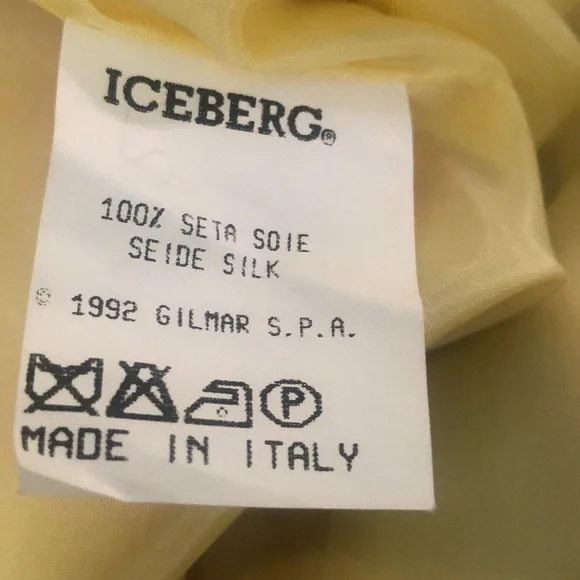 ICEBERG®
100% SETA SOIE
SEIDE SILK
© 1992 GILMAR S.P.A.
P
MADE IN ITALY